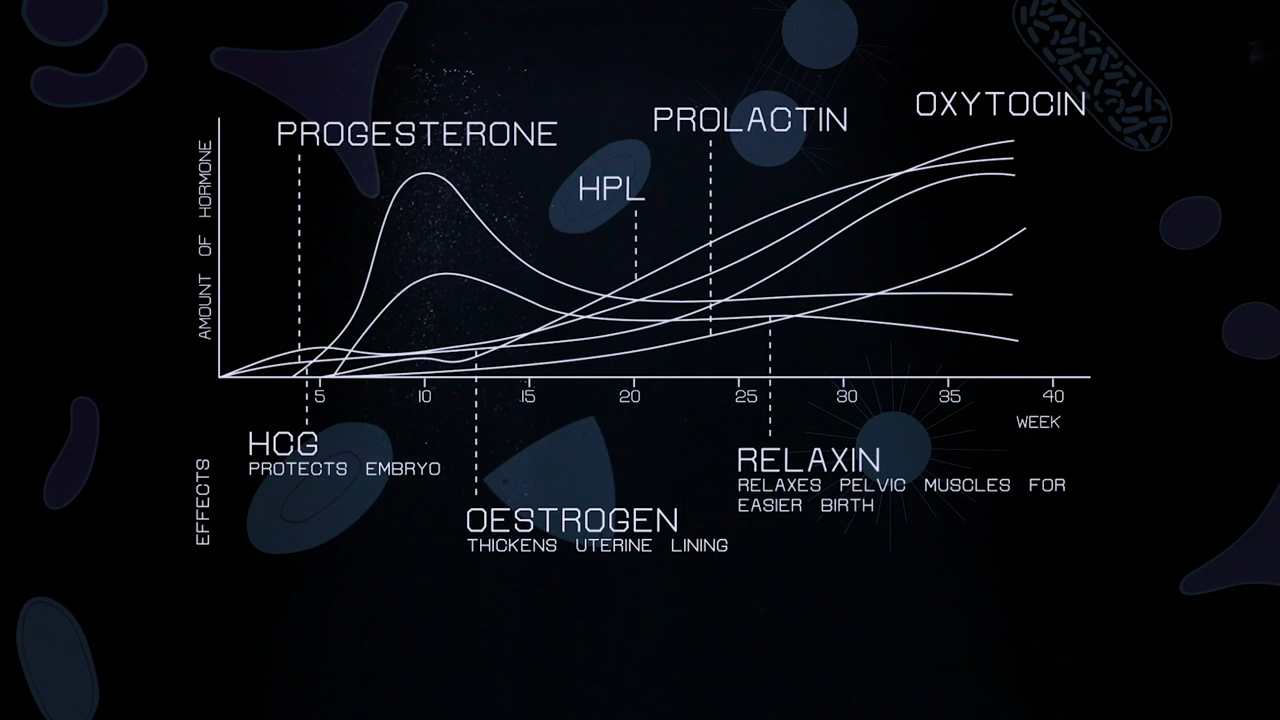 OXYTOCIN
PROLACTIN
PROGESTERONE
HPL
AMOUNT OF HORMONE
5 10 15 20 25 30 35 40
WEEK
HCG
PROTECTS EMBRYO
RELAXIN
RELAXES PELVIC MUSCLES FOR
EASIER BIRTH
EFFECTS
OESTROGEN
THICKENS UTERINE LINING